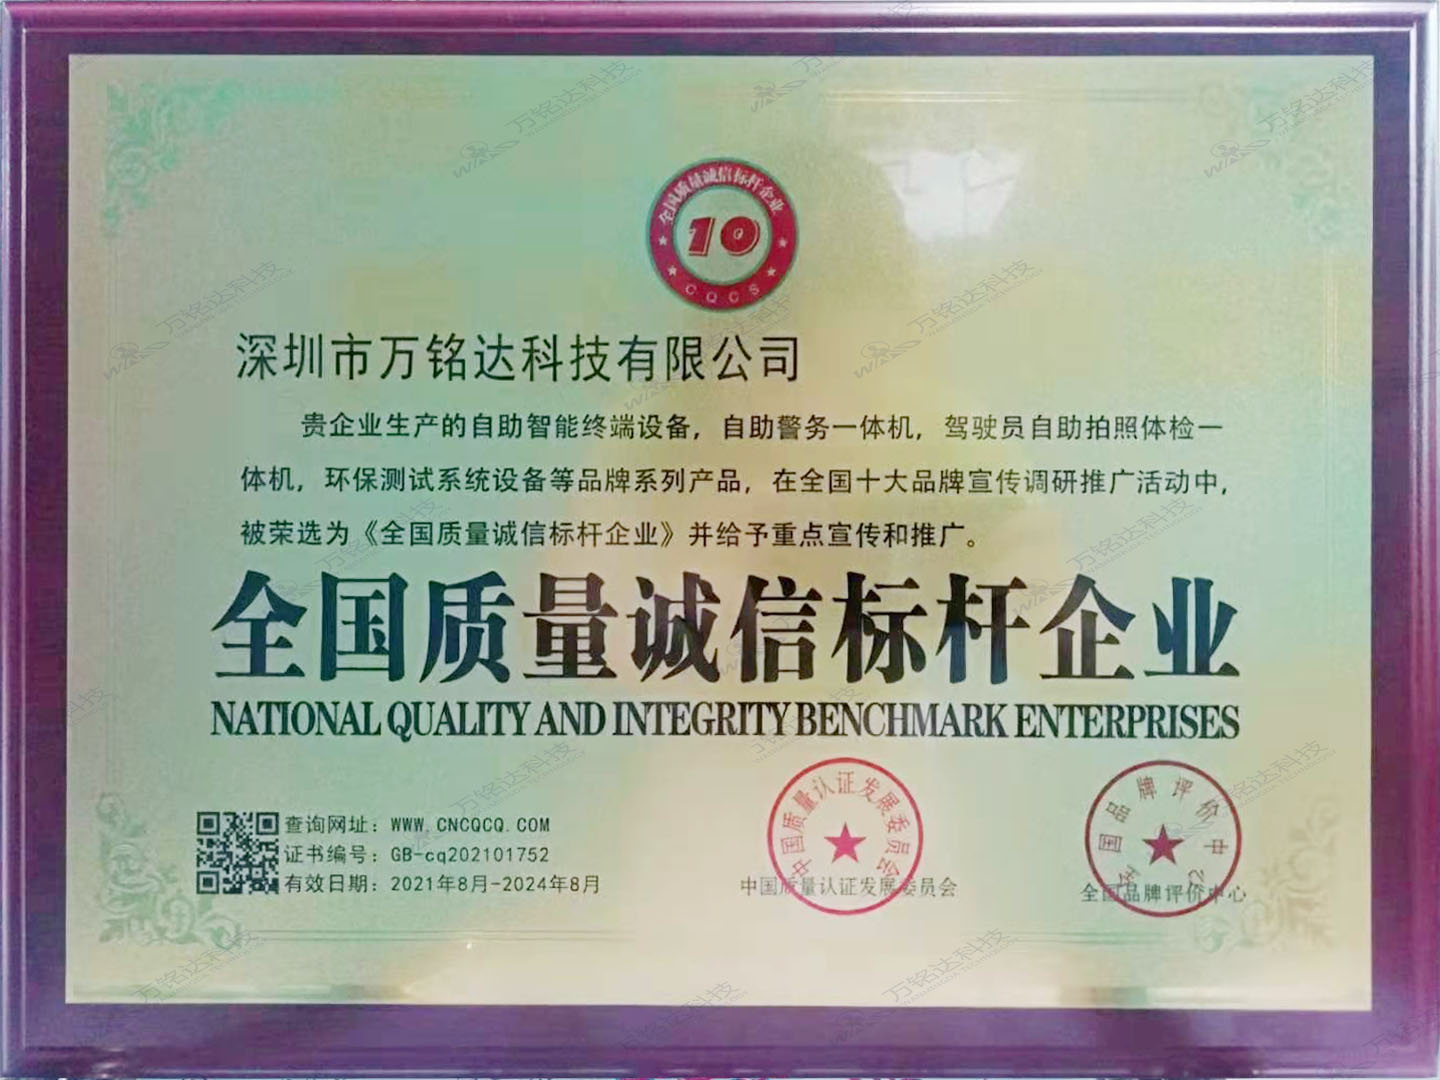 全国质量诚信标杆企业
10
CQCS
深圳市万铭达科技有限公司
贵企业生产的自助智能终端设备，自助警务一体机，驾驶员自助拍照体检一
体机，环保测试系统设备等品牌系列产品，在全国十大品牌宣传调研推广活动中，
被荣选为《全国质量诚信标杆企业》并给予重点宣传和推广。
全国质量诚信标杆企业
NATIONAL QUALITY AND INTEGRITY BENCHMARK ENTERPRISES
查询网址：WWW.CNCQCQ.COM
证书编号：GB-cq202101752
有效日期：2021年8月-2024年8月
中国质量认证发展委员会
中国质量认证发展委员会
全国品牌评价中心
全国品牌评价中心
万铭达科技